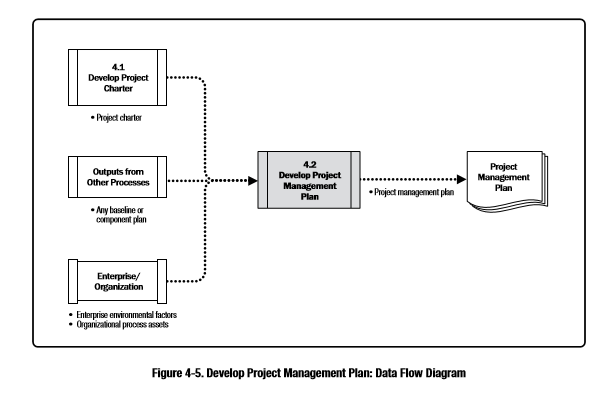 4.1
Develop Project
Charter
• Project charter
Outputs from
Other Processes
• Any baseline or
component plan
Enterprise/
Organization
• Enterprise environmental factors
• Organizational process assets
4.2
Develop Project
Management
Plan
• Project management plan
Project
Management
Plan
Figure 4-5. Develop Project Management Plan: Data Flow Diagram